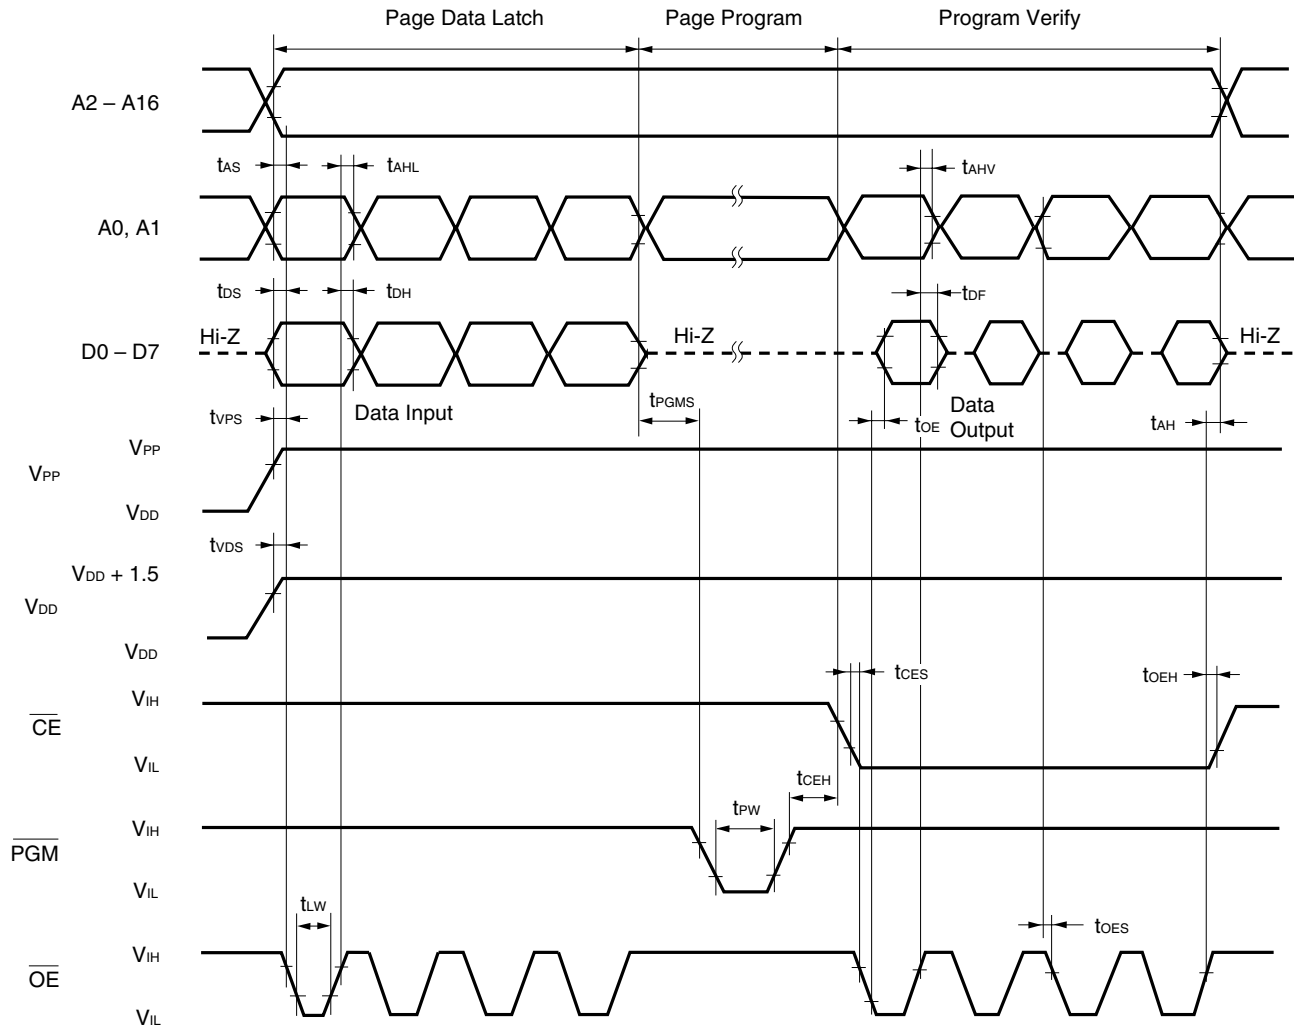 Page Data Latch Page Program Program Verify
A2 – A16
tAS tAHL tAHV
A0, A1
tDS tDH tDF
Hi-Z Hi-Z Hi-Z
D0 – D7
Data Input tPGMS tOE Data Output tAH
tVPS
VPP
VPP
VDD
tVDS
VDD + 1.5
VDD
VDD
tCES tOEH
VIH
CE
VIL
tCEH
tPW
VIH
PGM
VIL
tLW
tOES
VIH
OE
VIL